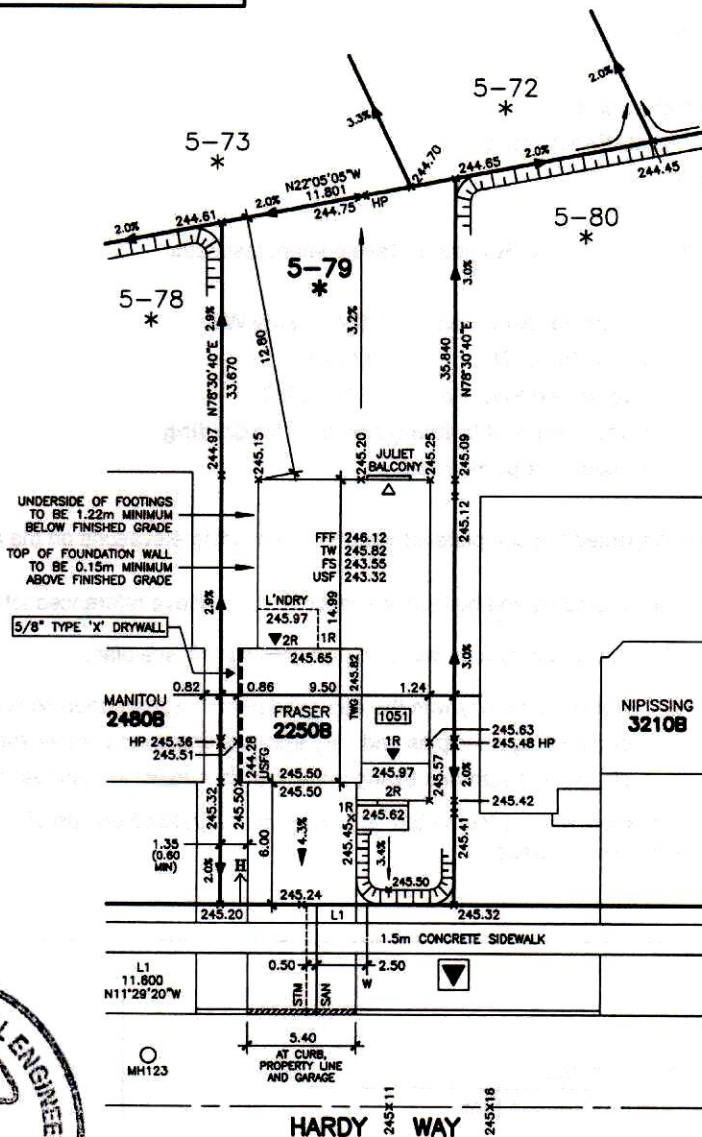 5-72
*
2.0%
3.3%
5-73
*
244.70
244.65
2.0%
244.45
N22°05'05"W
11.801
2.0%
244.75
HP
244.61
2.0%
5-80
*
5-79
*
5-78
*
2.9%
N78°30'40"E
33.670
12.80
3.2%
35.840
3.0%
N78°30'40"E
244.97
245.15
245.20
JULIET
BALCONY
245.25
245.09
245.12
UNDERSIDE OF FOOTINGS
TO BE 1.22m MINIMUM
BELOW FINISHED GRADE
TOP OF FOUNDATION WALL
TO BE 0.15m MINIMUM
ABOVE FINISHED GRADE
FFF 246.12
TW 245.82
FS 243.55
USF 243.32
2.9%
L'NDRY
245.97
14.99
2R
1R
5/8" TYPE 'X' DRYWALL
245.65
TWG 245.82
3.0%
0.82
0.86
9.50
1.24
MANITOU
2480B
FRASER
2250B
1051
NIPISSING
3210B
HP 245.36
245.51
244.28
USFG
1R
245.97
2R
245.63
245.48 HP
245.57
2.0%
245.42
245.32
245.50
245.50
245.50
1R
245.62
245.45
245.41
1.35
(0.60
MIN)
2.0%
H
6.00
4.3%
3.4%
245.50
245.20
245.24
L1
245.32
1.5m CONCRETE SIDEWALK
L1
11.600
N11°29'20"W
0.50
2.50
W
STM
SAN
5.40
AT CURB,
PROPERTY LINE
AND GARAGE
MH123
L ENGINEE
HARDY WAY
245X11
245X16